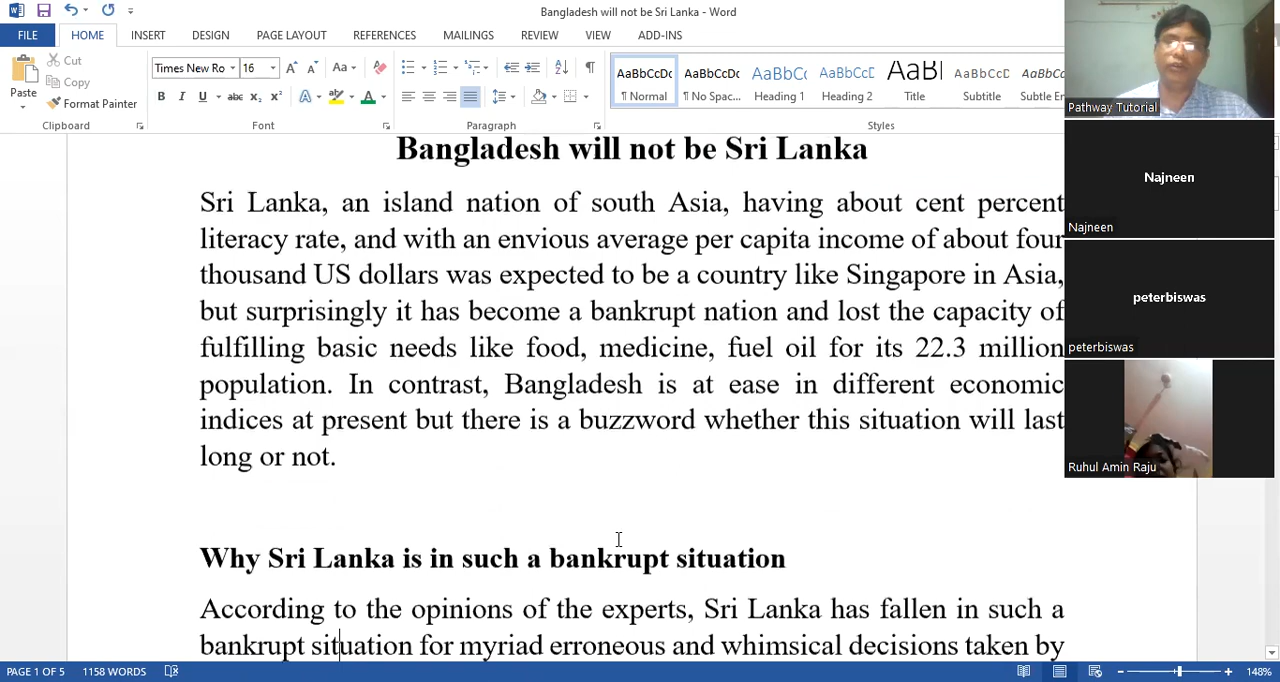 Bangladesh will not be Sri Lanka - Word
FILE
HOME
INSERT
DESIGN
PAGE LAYOUT
REFERENCES
MAILINGS
REVIEW
VIEW
ADD-INS
Paste
Cut
Copy
Format Painter
Clipboard
Times New Ro
16
Font
Paragraph
AaBbCcDc
¶ Normal
AaBbCcDc
¶ No Spac...
AaBbCc
Heading 1
AaBbCcD
Heading 2
AaBl
Title
AaBbCcD
Subtitle
AaBbCcD
Subtle Em
Styles
Pathway Tutorial
Najneen
Najneen
peterbiswas
peterbiswas
Ruhul Amin Raju
Bangladesh will not be Sri Lanka
Sri Lanka, an island nation of south Asia, having about cent percent
literacy rate, and with an envious average per capita income of about four
thousand US dollars was expected to be a country like Singapore in Asia,
but surprisingly it has become a bankrupt nation and lost the capacity of
fulfilling basic needs like food, medicine, fuel oil for its 22.3 million
population. In contrast, Bangladesh is at ease in different economic
indices at present but there is a buzzword whether this situation will last
long or not.
Why Sri Lanka is in such a bankrupt situation
According to the opinions of the experts, Sri Lanka has fallen in such a
bankrupt situation for myriad erroneous and whimsical decisions taken by
PAGE 1 OF 5
1158 WORDS
148%